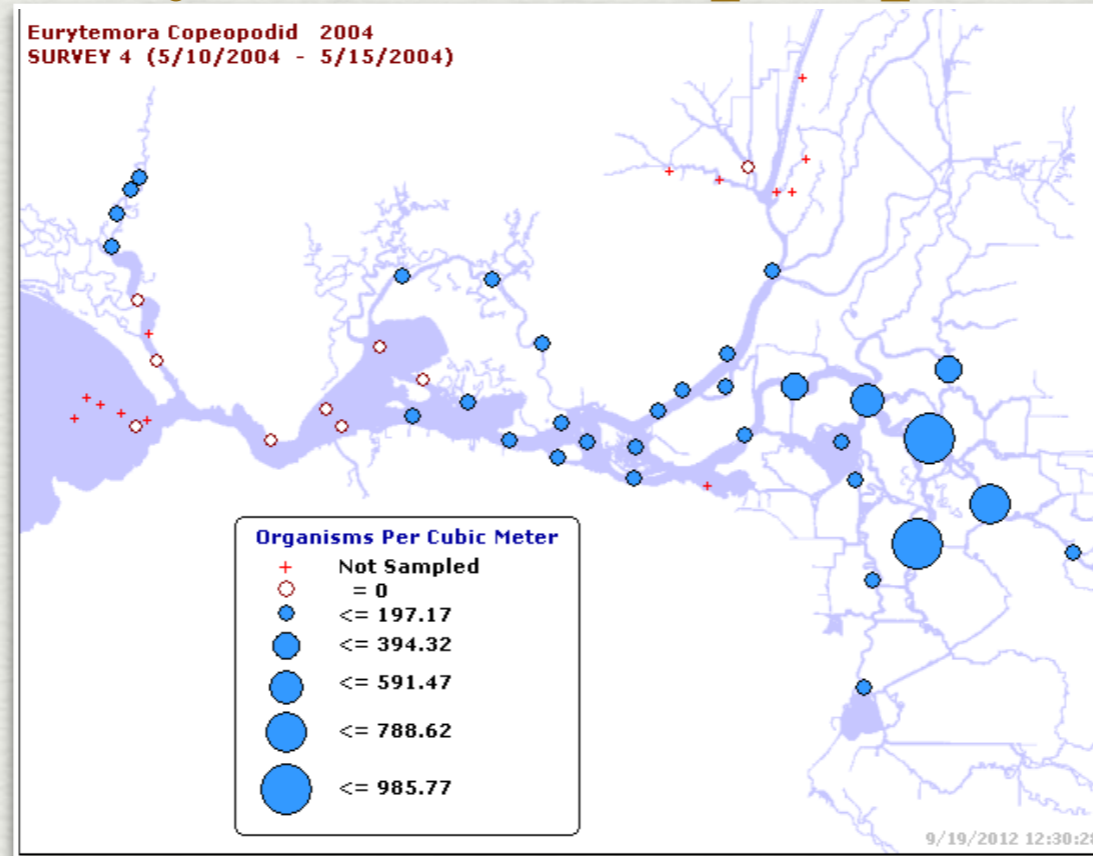 Eurytemora Copeopodid 2004
SURVEY 4 (5/10/2004 - 5/15/2004)
Organisms Per Cubic Meter
+ Not Sampled
= 0
<= 197.17
<= 394.32
<= 591.47
<= 788.62
<= 985.77
9/19/2012 12:30:28